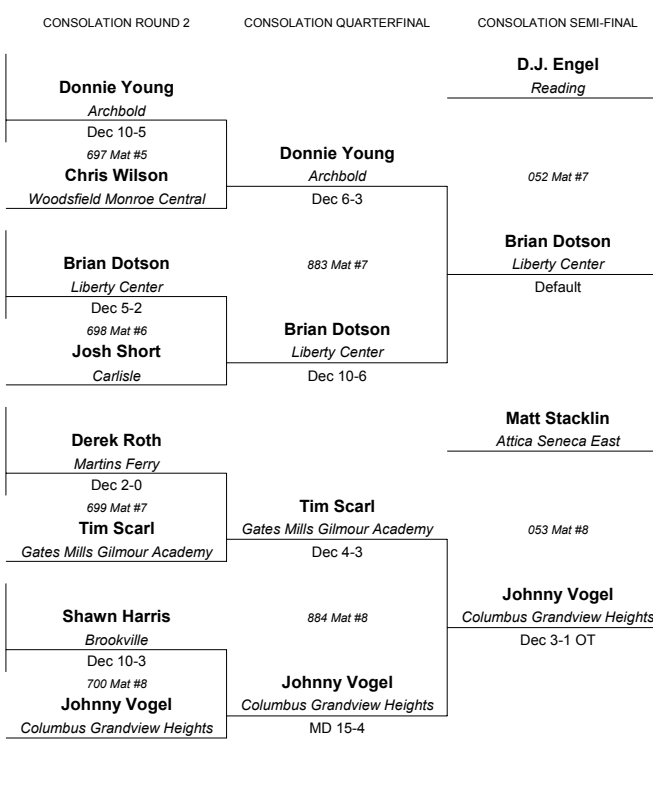 CONSOLATION ROUND 2
CONSOLATION QUARTERFINAL
CONSOLATION SEMI-FINAL
Donnie Young
Archbold
Dec 10-5
697 Mat #5
Chris Wilson
Woodsfield Monroe Central
Brian Dotson
Liberty Center
Dec 5-2
698 Mat #6
Josh Short
Carlisle
Derek Roth
Martins Ferry
Dec 2-0
699 Mat #7
Tim Scarl
Gates Mills Gilmour Academy
Shawn Harris
Brookville
Dec 10-3
700 Mat #8
Johnny Vogel
Columbus Grandview Heights
Donnie Young
Archbold
Dec 6-3
883 Mat #7
Brian Dotson
Liberty Center
Dec 10-6
Tim Scarl
Gates Mills Gilmour Academy
Dec 4-3
884 Mat #8
Johnny Vogel
Columbus Grandview Heights
MD 15-4
D.J. Engel
Reading
052 Mat #7
Brian Dotson
Liberty Center
Default
Matt Stacklin
Attica Seneca East
053 Mat #8
Johnny Vogel
Columbus Grandview Heights
Dec 3-1 OT